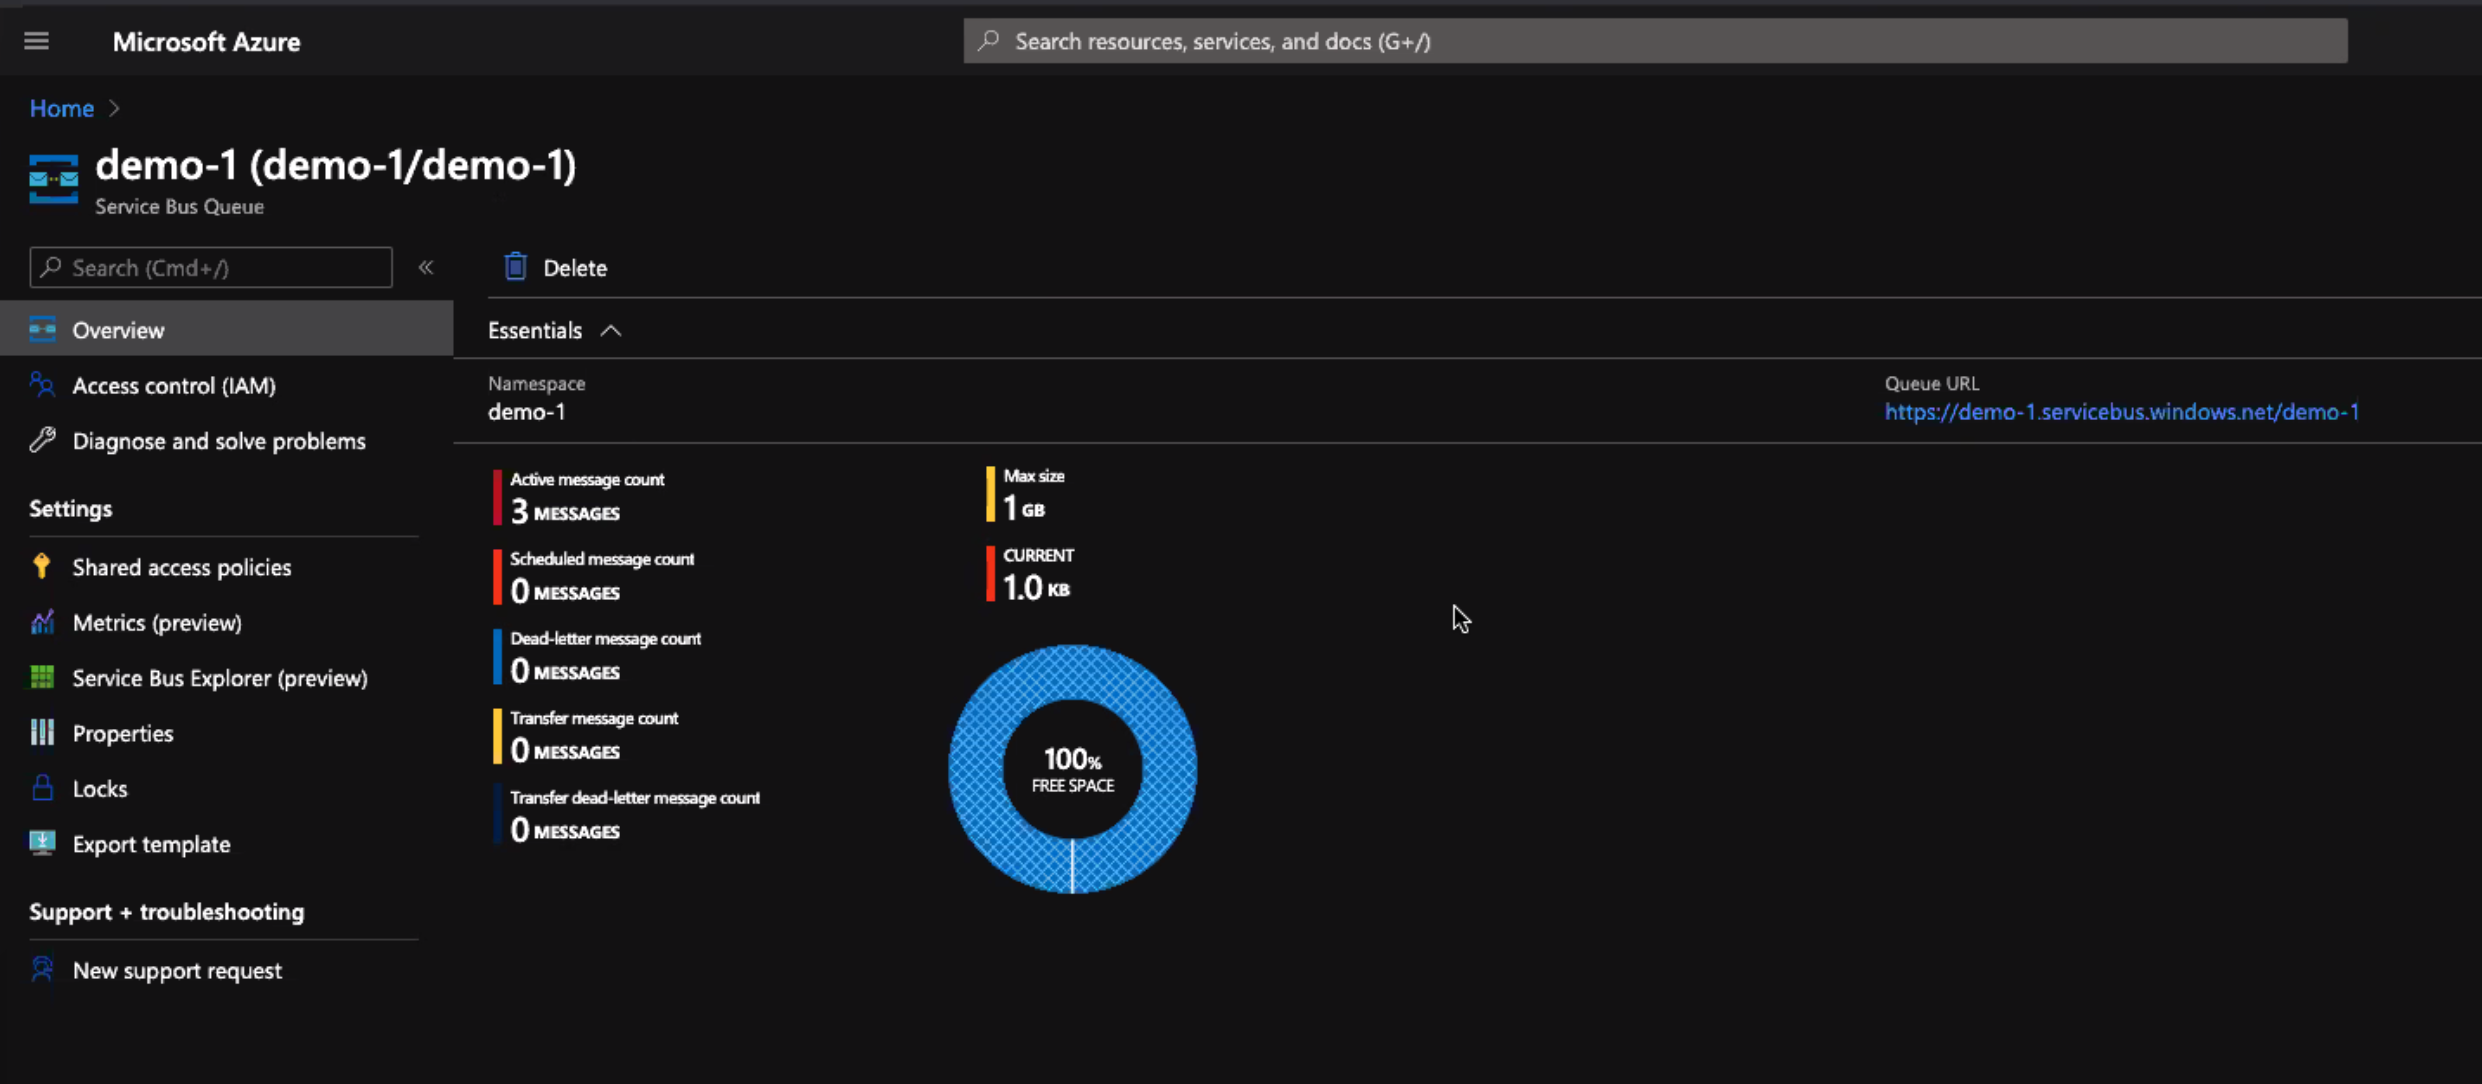 Microsoft Azure
Search resources, services, and docs (G+/)
Home >
demo-1 (demo-1/demo-1)
Service Bus Queue
Search (Cmd+/)
«
Delete
Overview
Essentials
Access control (IAM)
Namespace
demo-1
Queue URL
https://demo-1.servicebus.windows.net/demo-1
Diagnose and solve problems
Settings
Shared access policies
Metrics (preview)
Service Bus Explorer (preview)
Properties
Locks
Export template
Support + troubleshooting
New support request
Active message count
3 MESSAGES
Scheduled message count
0 MESSAGES
Dead-letter message count
0 MESSAGES
Transfer message count
0 MESSAGES
Transfer dead-letter message count
0 MESSAGES
Max size
1 GB
CURRENT
1.0 KB
100%
FREE SPACE